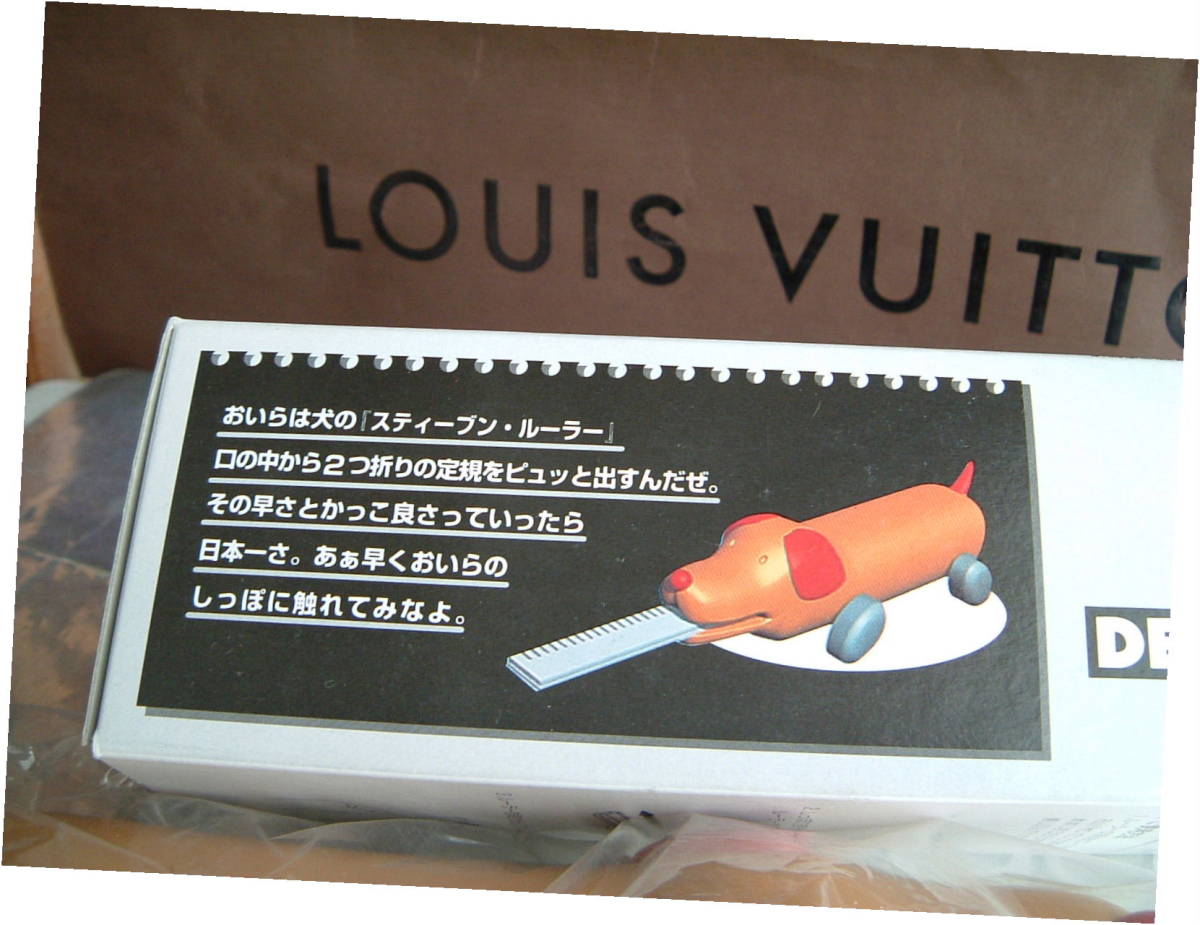 LOUIS VUITT
おいらは犬の『スティーブン・ルーラー』
口の中から2つ折りの定規をピュッと出すんだぜ。
その早さとかっこ良さっていったら
日本一さ。あぁ早くおいらの
しっぽに触れてみなよ。
DE